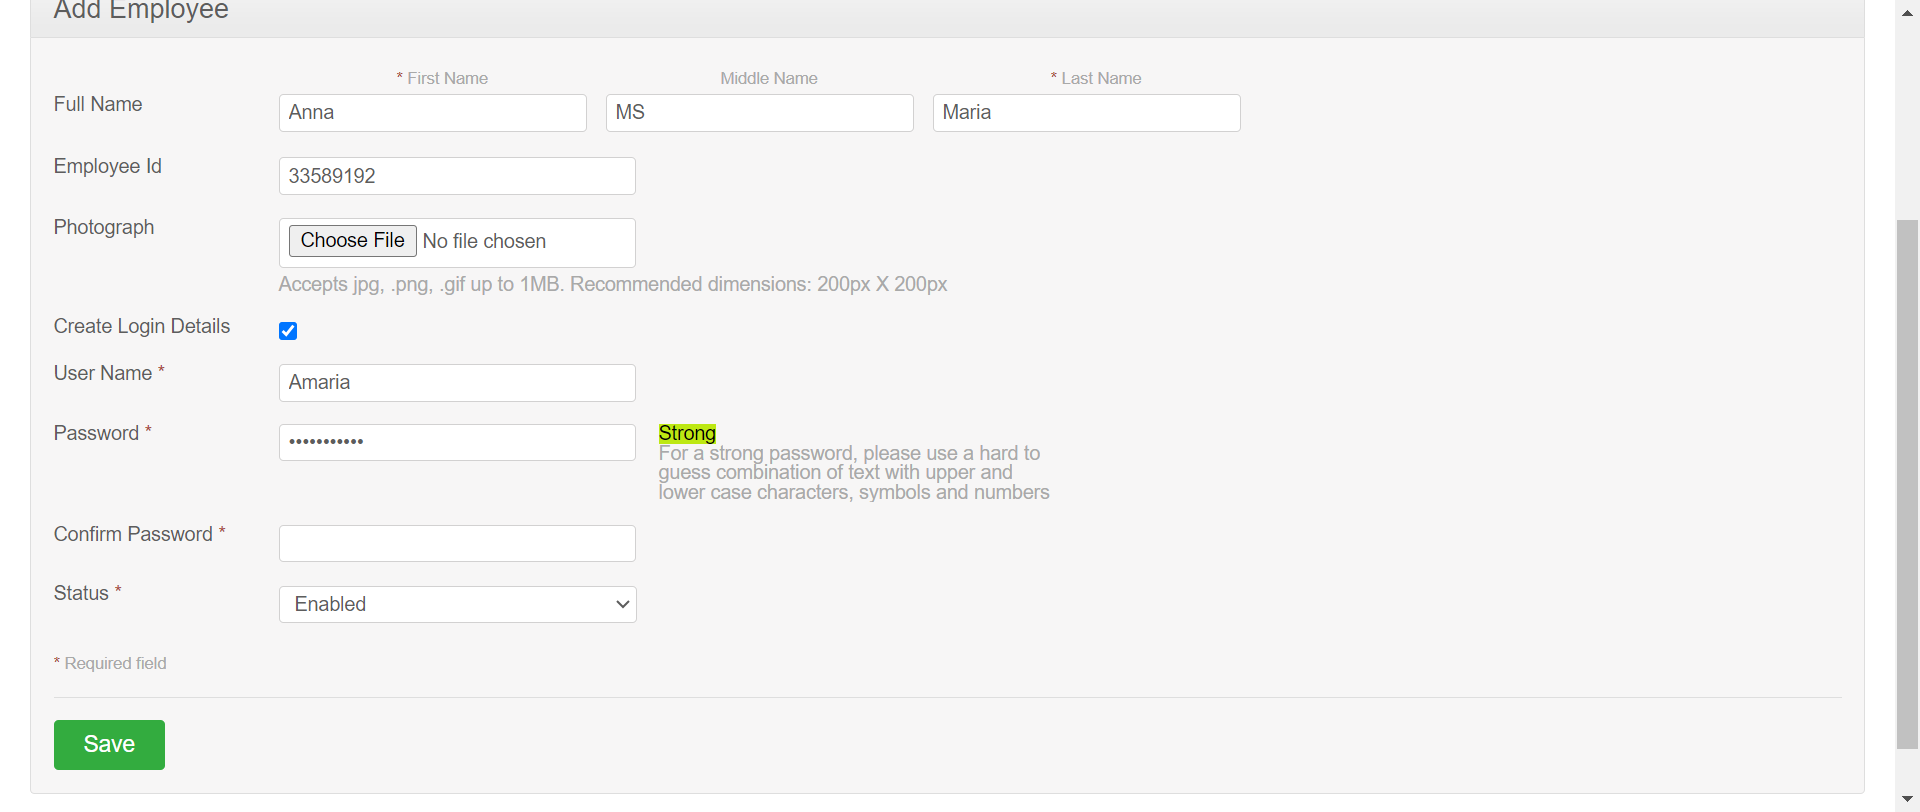 Add Employee
* First Name Middle Name * Last Name
Full Name Anna MS Maria
Employee Id 33589192
Photograph Choose File No file chosen
Accepts jpg, .png, .gif up to 1MB. Recommended dimensions: 200px X 200px
Create Login Details
User Name * Amaria
Password * ••••••••••• Strong
For a strong password, please use a hard to
guess combination of text with upper and
lower case characters, symbols and numbers
Confirm Password *
Status * Enabled
* Required field
Save